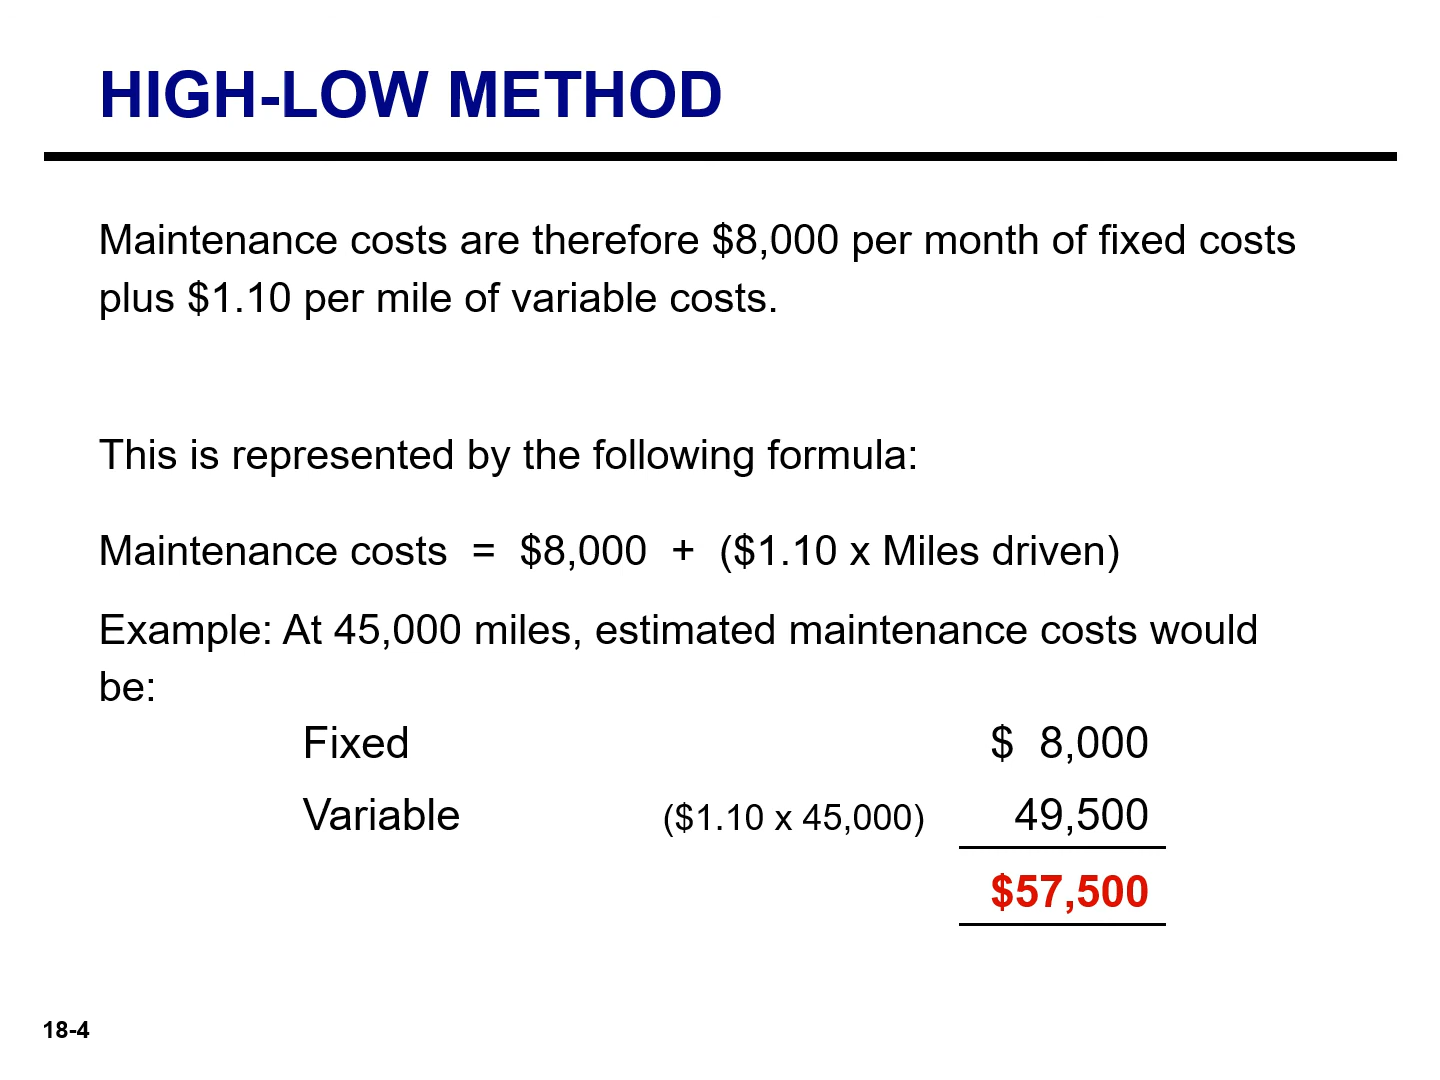 HIGH-LOW METHOD
Maintenance costs are therefore $8,000 per month of fixed costs
plus $1.10 per mile of variable costs.
This is represented by the following formula:
Maintenance costs = $8,000 + ($1.10 x Miles driven)
Example: At 45,000 miles, estimated maintenance costs would
be:
Fixed $ 8,000
Variable ($1.10 x 45,000) 49,500
$57,500
18-4